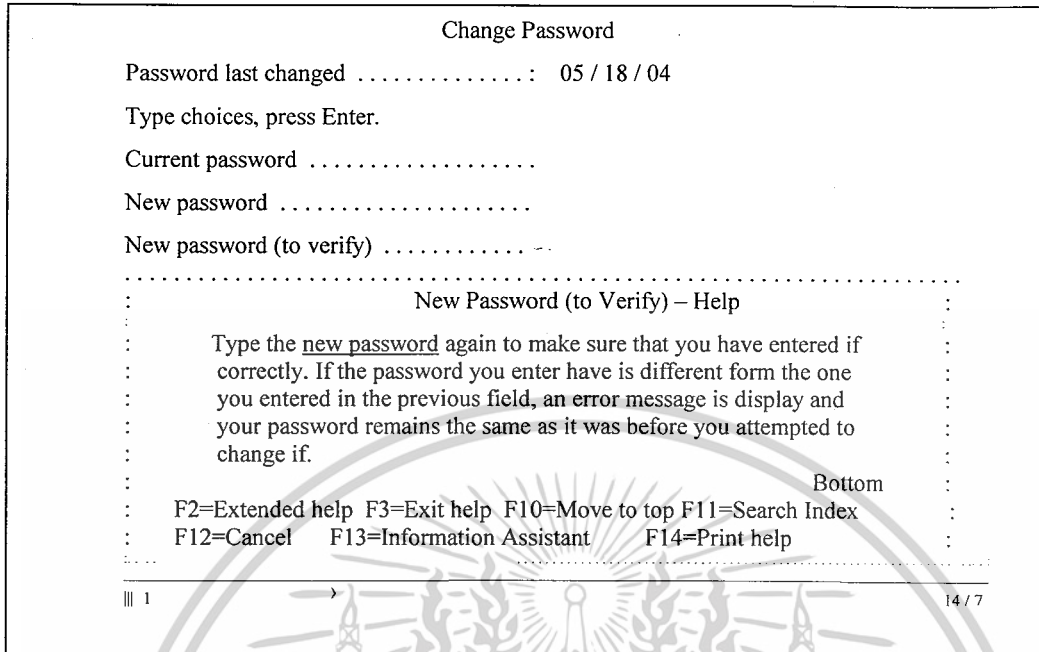 Change Password
Password last changed . . . . . . . . . . . . . . : 05 / 18 / 04
Type choices, press Enter.
Current password . . . . . . . . . . . . . . . . . . .
New password . . . . . . . . . . . . . . . . . . . . .
New password (to verify) . . . . . . . . . . . .
New Password (to Verify) – Help
Type the new password again to make sure that you have entered if
correctly. If the password you enter have is different form the one
you entered in the previous field, an error message is display and
your password remains the same as it was before you attempted to
change if.
Bottom
F2=Extended help F3=Exit help F10=Move to top F11=Search Index
F12=Cancel F13=Information Assistant F14=Print help
1 14 / 7